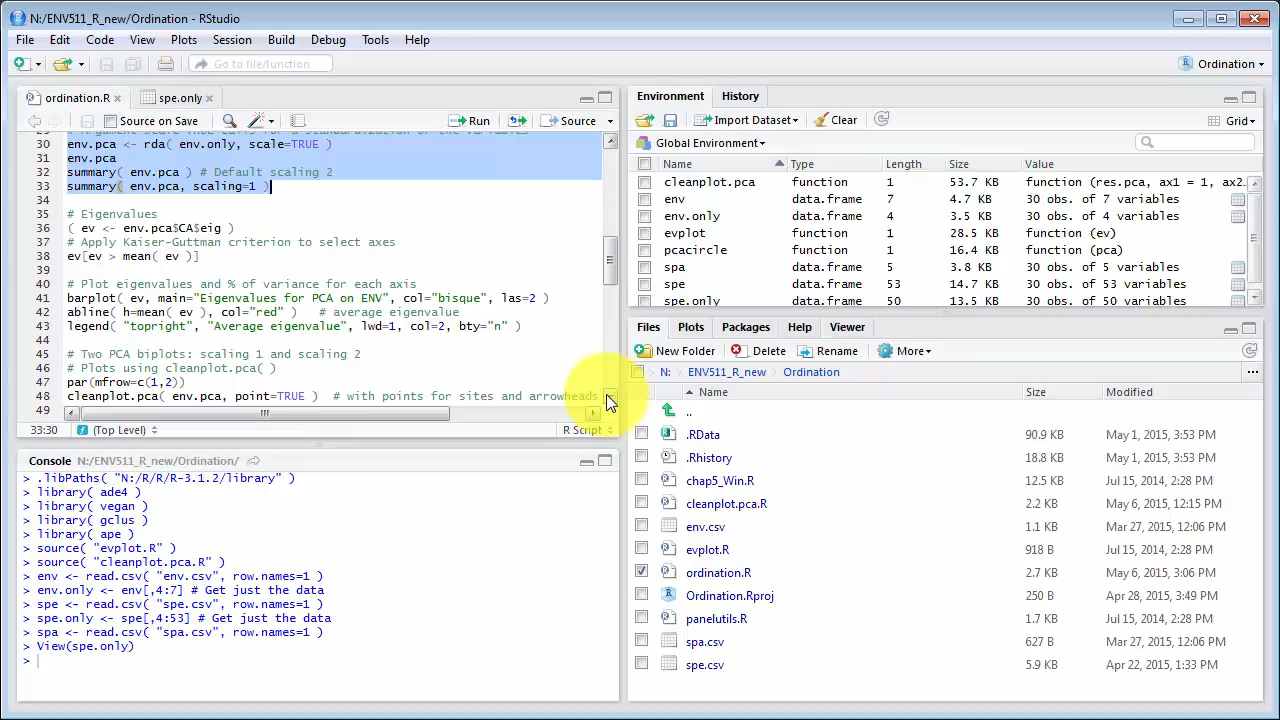 N:/ENV511_R_new/Ordination - RStudio
File Edit Code View Plots Session Build Debug Tools Help
Go to file/function
Ordination
ordination.R
spe.only
Source on Save
Run
Source
30 env.pca <- rda( env.only, scale=TRUE )
31 env.pca
32 summary( env.pca ) # Default scaling 2
33 summary( env.pca, scaling=1 )
34
35 # Eigenvalues
36 ( ev <- env.pca$CA$eig )
37 # Apply Kaiser-Guttman criterion to select axes
38 ev[ev > mean( ev )]
39
40 # Plot eigenvalues and % of variance for each axis
41 barplot( ev, main="Eigenvalues for PCA on ENV", col="bisque", las=2 )
42 abline( h=mean( ev ), col="red" ) # average eigenvalue
43 legend( "topright", "Average eigenvalue", lwd=1, col=2, bty="n" )
44
45 # Two PCA biplots: scaling 1 and scaling 2
46 # Plots using cleanplot.pca( )
47 par(mfrow=c(1,2))
48 cleanplot.pca( env.pca, point=TRUE ) # with points for sites and arrowheads
49
33:30 (Top Level) R Script
Console N:/ENV511_R_new/Ordination/
> .libPaths( "N:/R/R/R-3.1.2/library" )
> library( ade4 )
> library( vegan )
> library( gclus )
> library( ape )
> source( "evplot.R" )
> source( "cleanplot.pca.R" )
> env <- read.csv( "env.csv", row.names=1 )
> env.only <- env[,4:7] # Get just the data
> spe <- read.csv( "spe.csv", row.names=1 )
> spe.only <- spe[,4:53] # Get just the data
> spa <- read.csv( "spa.csv", row.names=1 )
> View(spe.only)
>
Environment History
Import Dataset Clear Grid
Global Environment
Name Type Length Size Value
cleanplot.pca function 1 53.7 KB function (res.pca, ax1 = 1, ax2…
env data.frame 7 4.7 KB 30 obs. of 7 variables
env.only data.frame 4 3.5 KB 30 obs. of 4 variables
evplot function 1 28.5 KB function (ev)
pcacircle function 1 16.4 KB function (pca)
spa data.frame 5 3.8 KB 30 obs. of 5 variables
spe data.frame 53 14.7 KB 30 obs. of 53 variables
spe.only data.frame 50 13.5 KB 30 obs. of 50 variables
Files Plots Packages Help Viewer
New Folder Delete Rename More
N: ENV511_R_new Ordination ...
Name Size Modified
..
.RData 90.9 KB May 1, 2015, 3:53 PM
.Rhistory 18.8 KB May 1, 2015, 3:53 PM
chap5_Win.R 12.5 KB Jul 15, 2014, 2:28 PM
cleanplot.pca.R 2.2 KB May 6, 2015, 12:15 PM
env.csv 1.1 KB Mar 27, 2015, 12:06 PM
evplot.R 918 B Jul 15, 2014, 2:28 PM
ordination.R 2.7 KB May 6, 2015, 3:06 PM
Ordination.Rproj 250 B Apr 28, 2015, 3:49 PM
panelutils.R 1.7 KB Jul 15, 2014, 2:28 PM
spa.csv 627 B Mar 27, 2015, 12:06 PM
spe.csv 5.9 KB Apr 22, 2015, 1:33 PM